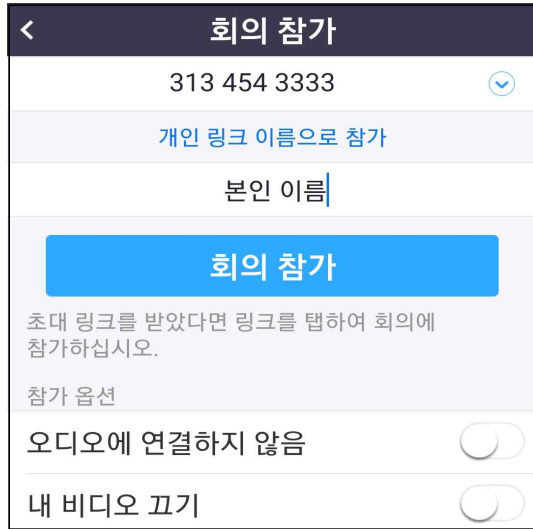 회의 참가
313 454 3333
개인 링크 이름으로 참가
본인 이름
회의 참가
초대 링크를 받았다면 링크를 탭하여 회의에
참가하십시오.
참가 옵션
오디오에 연결하지 않음
내 비디오 끄기